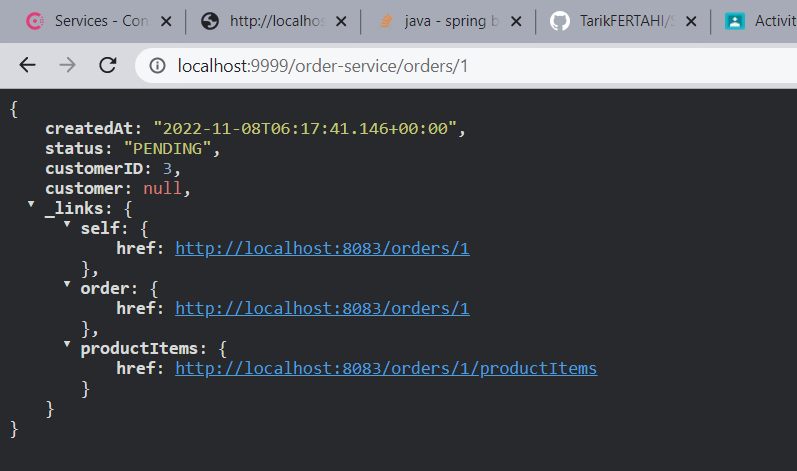 Services - Con
http://localhos
java - spring b
TarikFERTAHI/S
Activit
localhost:9999/order-service/orders/1
{
createdAt: "2022-11-08T06:17:41.146+00:00",
status: "PENDING",
customerID: 3,
customer: null,
_links: {
self: {
href: http://localhost:8083/orders/1
},
order: {
href: http://localhost:8083/orders/1
},
productItems: {
href: http://localhost:8083/orders/1/productItems
}
}
}